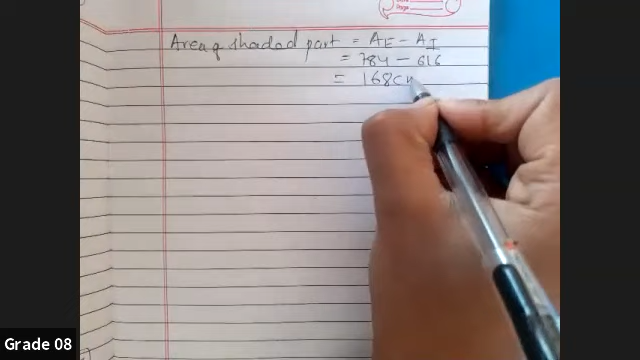 Area of shaded part = AE - AI
= 784 - 616
= 168cm
Grade 08